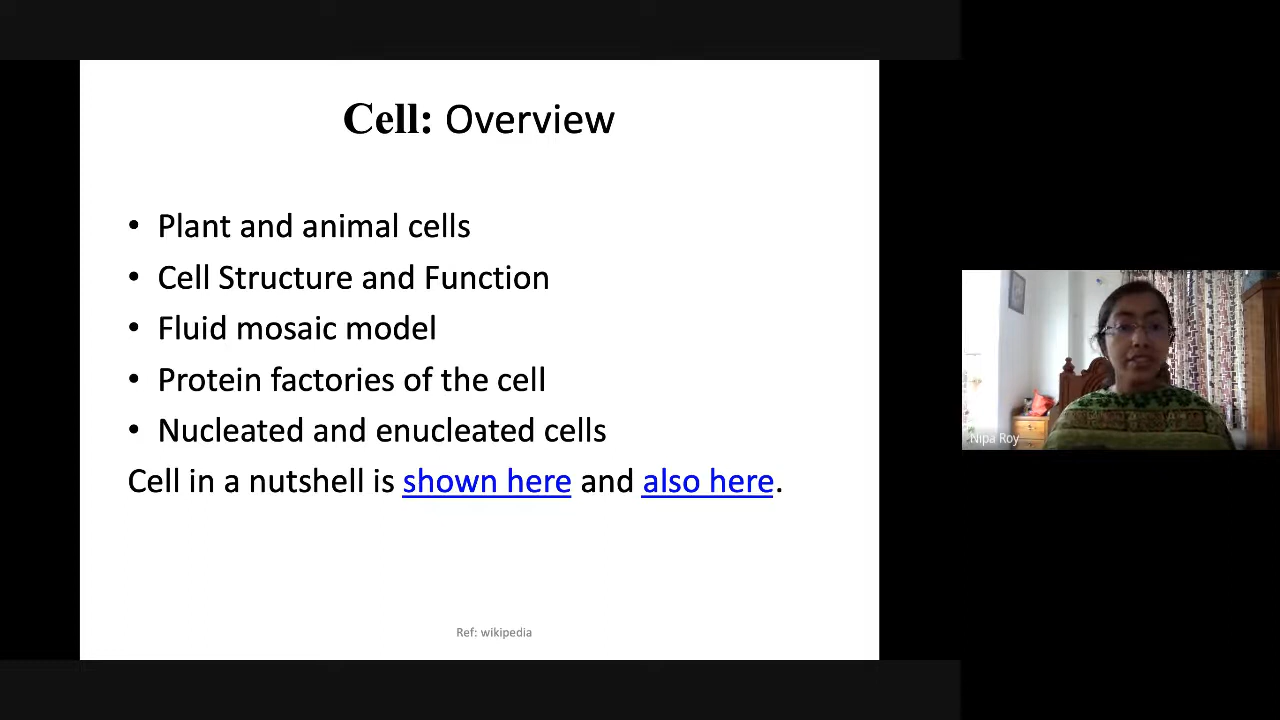 Cell: Overview
• Plant and animal cells
• Cell Structure and Function
• Fluid mosaic model
• Protein factories of the cell
• Nucleated and enucleated cells
Cell in a nutshell is shown here and also here.
Ref: wikipedia
Nipa Roy